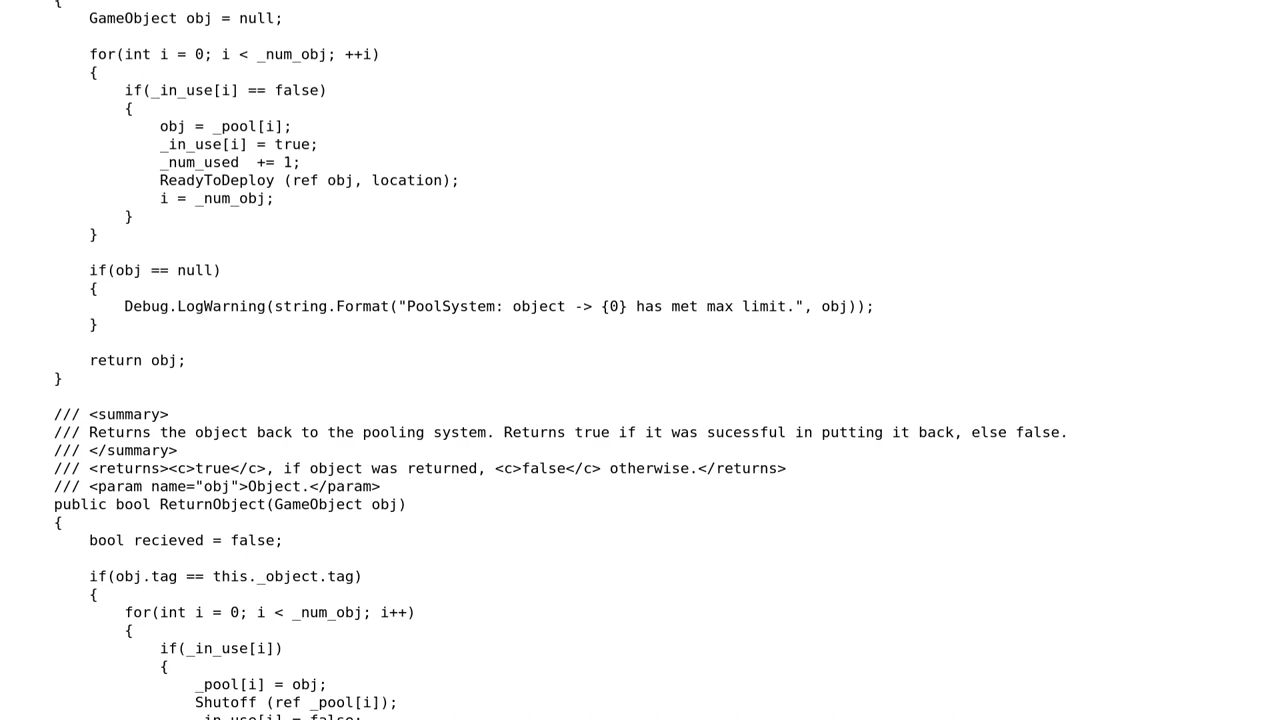 {
GameObject obj = null;
for(int i = 0; i < _num_obj; ++i)
{
if(_in_use[i] == false)
{
obj = _pool[i];
_in_use[i] = true;
_num_used  += 1;
ReadyToDeploy (ref obj, location);
i = _num_obj;
}
}
if(obj == null)
{
Debug.LogWarning(string.Format("PoolSystem: object -> {0} has met max limit.", obj));
}
return obj;
}
/// <summary>
/// Returns the object back to the pooling system. Returns true if it was sucessful in putting it back, else false.
/// </summary>
/// <returns><c>true</c>, if object was returned, <c>false</c> otherwise.</returns>
/// <param name="obj">Object.</param>
public bool ReturnObject(GameObject obj)
{
bool recieved = false;
if(obj.tag == this._object.tag)
{
for(int i = 0; i < _num_obj; i++)
{
if(_in_use[i])
{
_pool[i] = obj;
Shutoff (ref _pool[i]);
_in_use[i] = false;